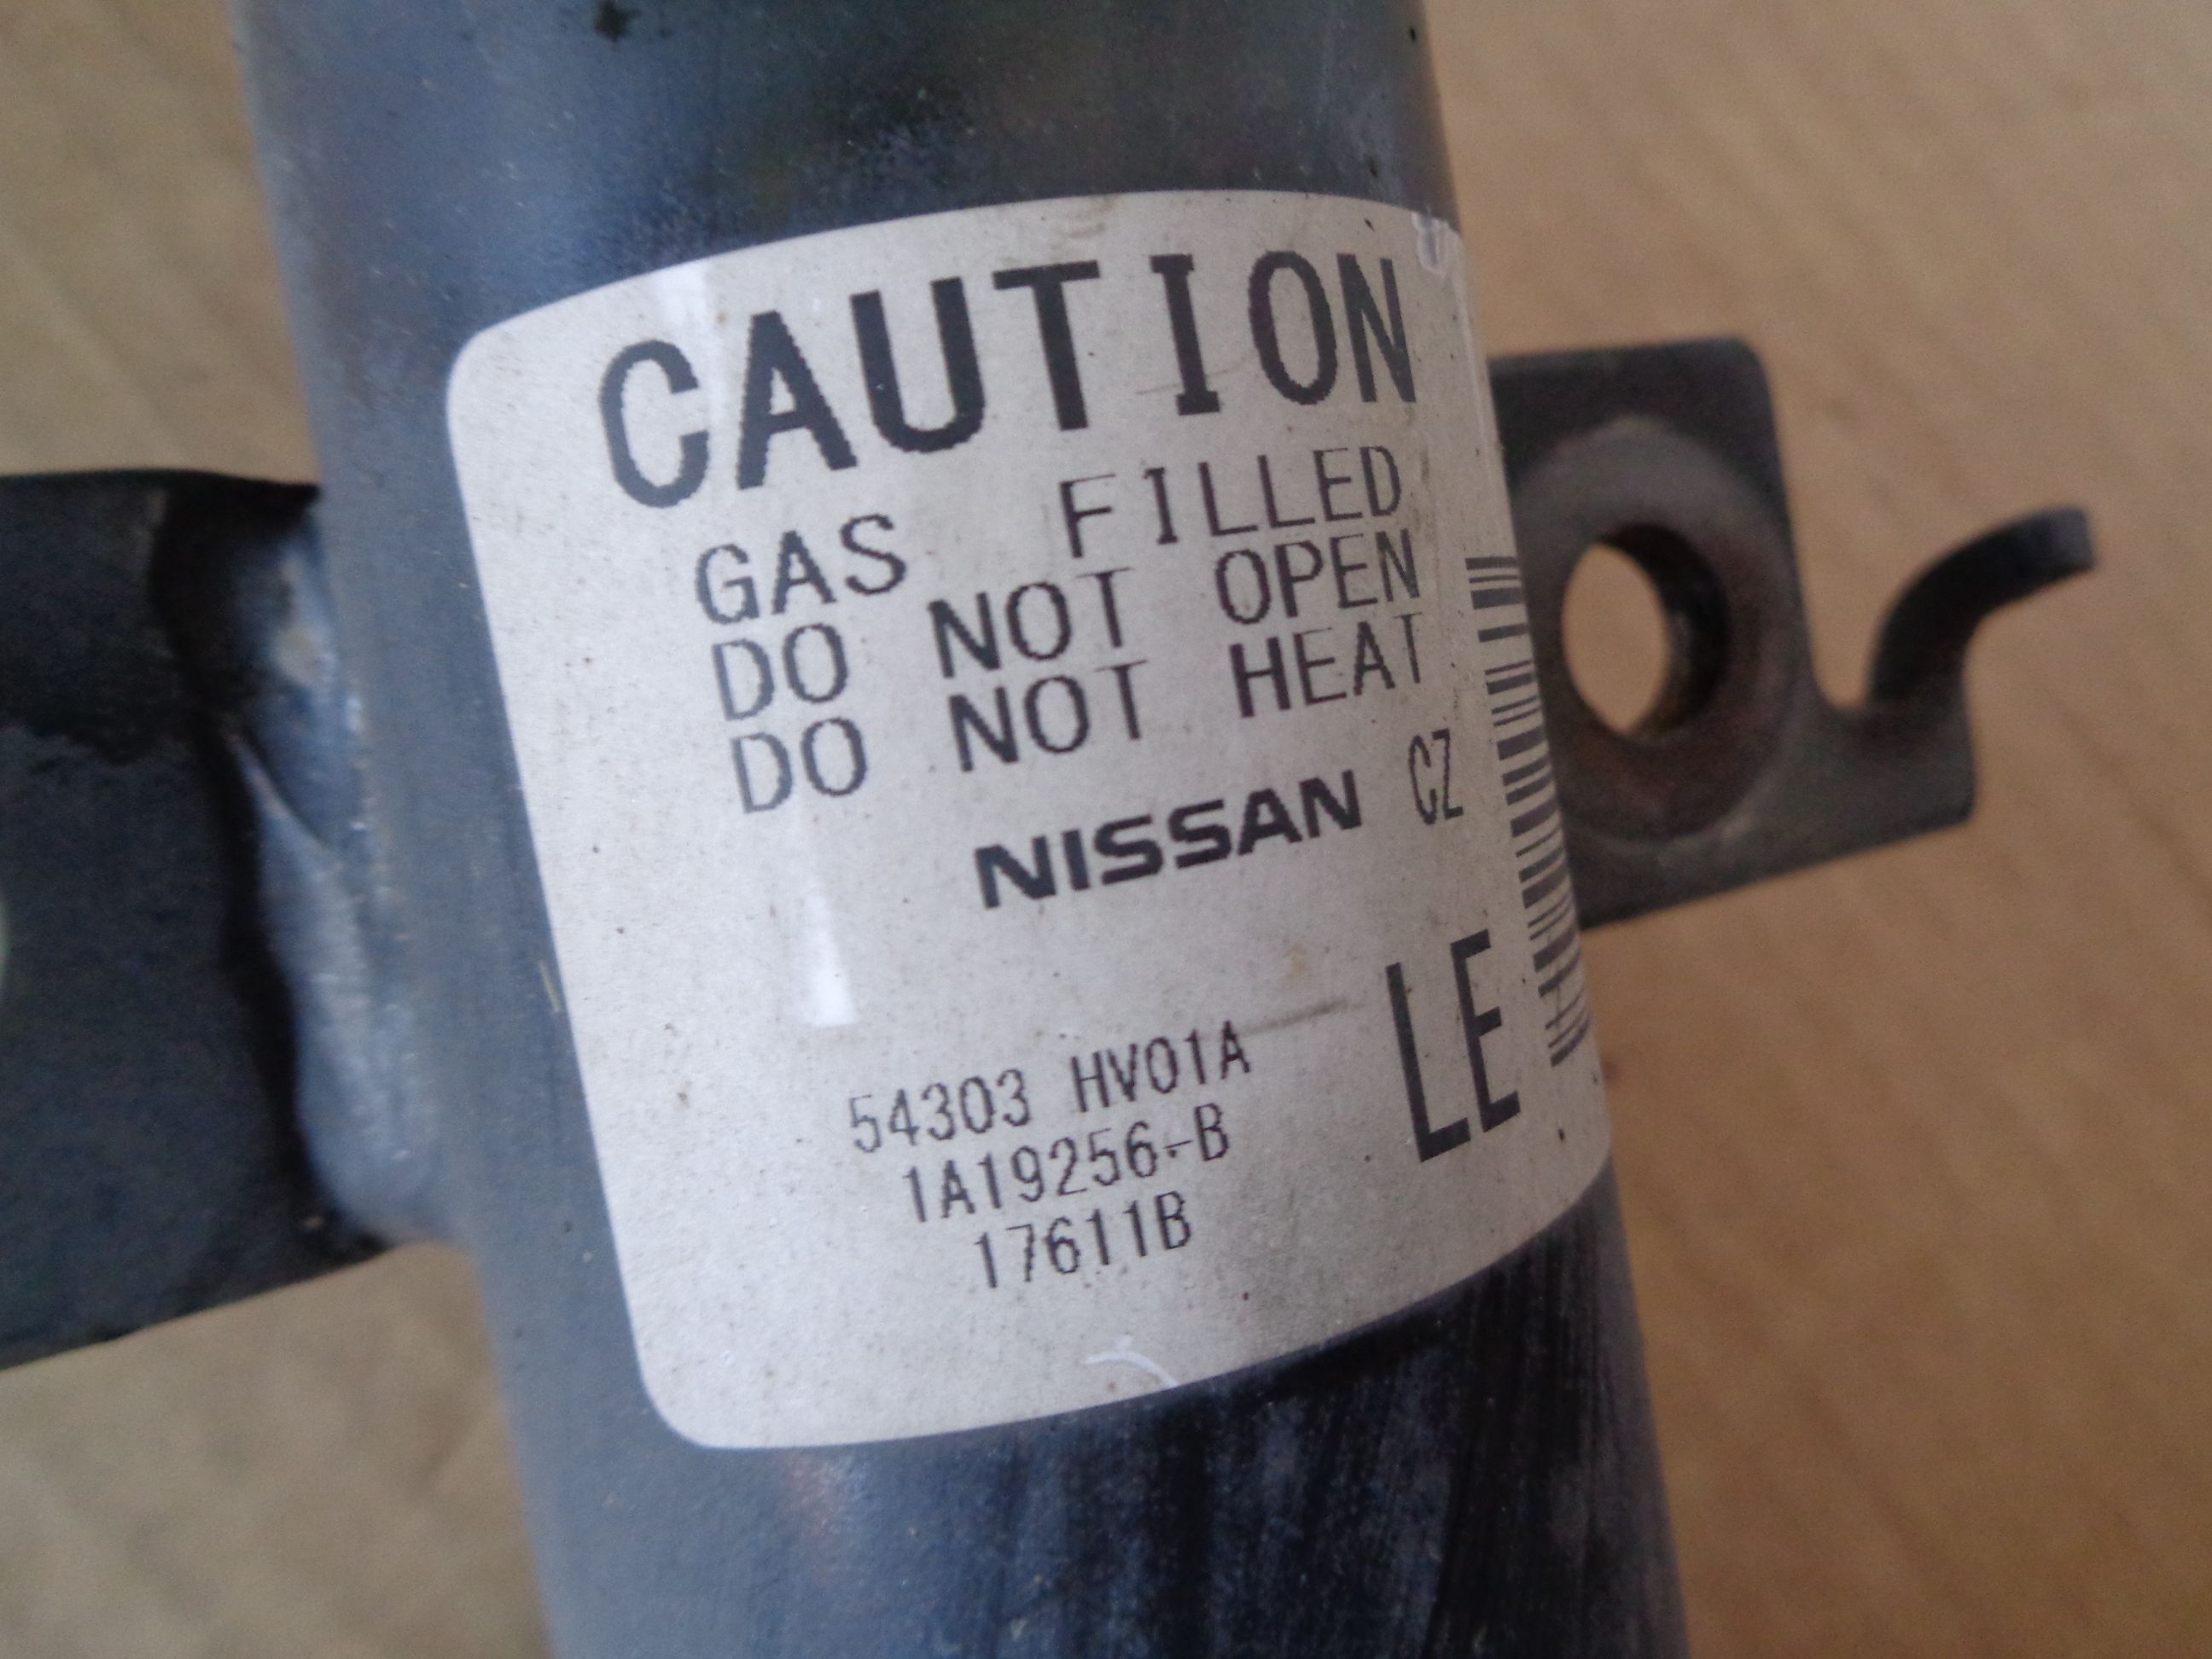 CAUTION
GAS FILLED
DO NOT OPEN
DO NOT HEAT
NISSAN CZ
LE
54303 HV01A
1A19256-B
17611B